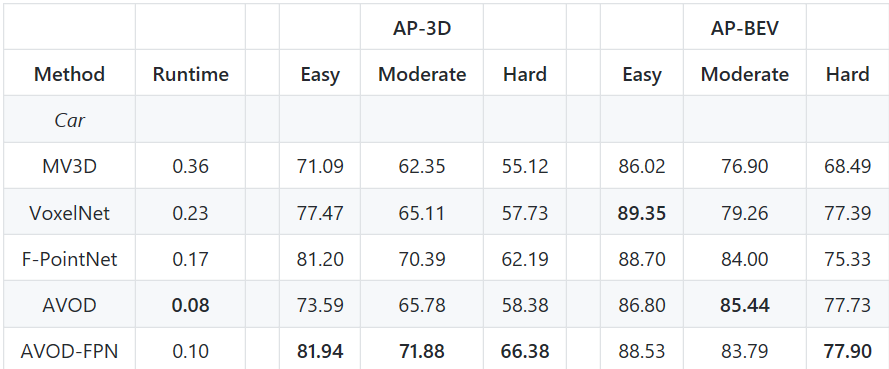 AP-3D AP-BEV
Method Runtime Easy Moderate Hard Easy Moderate Hard
Car
MV3D 0.36 71.09 62.35 55.12 86.02 76.90 68.49
VoxelNet 0.23 77.47 65.11 57.73 89.35 79.26 77.39
F-PointNet 0.17 81.20 70.39 62.19 88.70 84.00 75.33
AVOD 0.08 73.59 65.78 58.38 86.80 85.44 77.73
AVOD-FPN 0.10 81.94 71.88 66.38 88.53 83.79 77.90